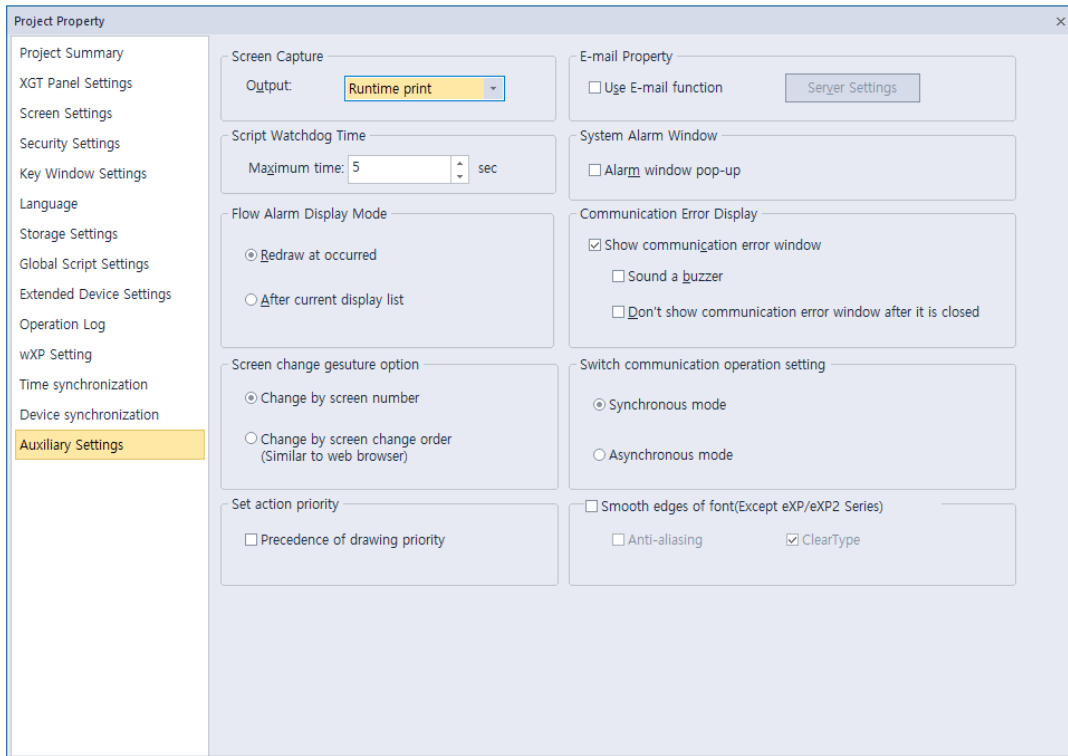 Project Property
Project Summary
XGT Panel Settings
Screen Settings
Security Settings
Key Window Settings
Language
Storage Settings
Global Script Settings
Extended Device Settings
Operation Log
wXP Setting
Time synchronization
Device synchronization
Auxiliary Settings
Screen Capture
Output:
Runtime print
Script Watchdog Time
Maximum time:
5
sec
Flow Alarm Display Mode
Redraw at occurred
After current display list
Screen change gesuture option
Change by screen number
Change by screen change order
(Similar to web browser)
Set action priority
Precedence of drawing priority
E-mail Property
Use E-mail function
Server Settings
System Alarm Window
Alarm window pop-up
Communication Error Display
Show communication error window
Sound a buzzer
Don't show communication error window after it is closed
Switch communication operation setting
Synchronous mode
Asynchronous mode
Smooth edges of font(Except eXP/eXP2 Series)
Anti-aliasing
ClearType